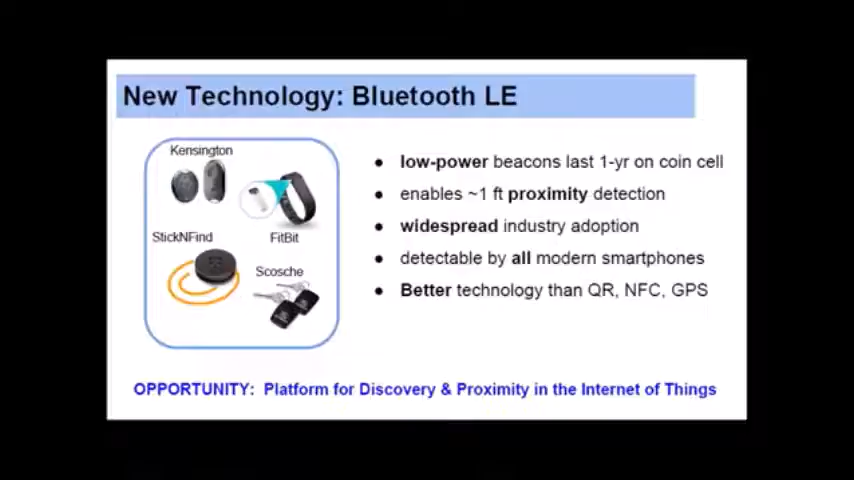 New Technology: Bluetooth LE
Kensington
StickNFind
FitBit
Scosche
● low-power beacons last 1-yr on coin cell
● enables ~1 ft proximity detection
● widespread industry adoption
● detectable by all modern smartphones
● Better technology than QR, NFC, GPS
OPPORTUNITY: Platform for Discovery & Proximity in the Internet of Things